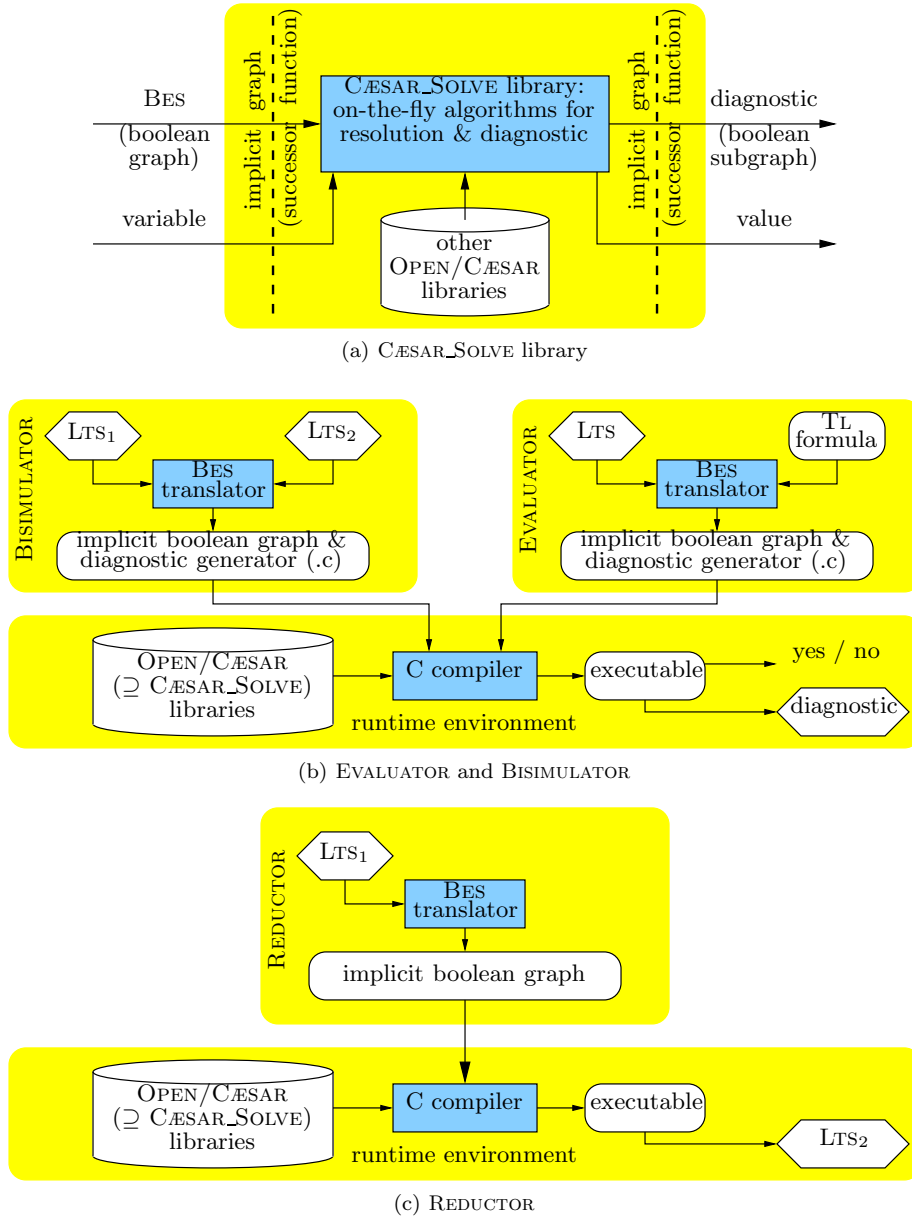 CÆSAR_SOLVE library:
on-the-fly algorithms for
resolution & diagnostic
BES
(boolean
graph)
variable
implicit graph
(successor function)
other
OPEN/CÆSAR
libraries
implicit graph
(successor function)
diagnostic
(boolean
subgraph)
value
(a) CÆSAR_SOLVE library
BISIMULATOR
LTS1
LTS2
BES
translator
implicit boolean graph &
diagnostic generator (.c)
EVALUATOR
LTS
TL
formula
BES
translator
implicit boolean graph &
diagnostic generator (.c)
OPEN/CÆSAR
(⊇ CÆSAR_SOLVE)
libraries
C compiler
runtime environment
executable
yes / no
diagnostic
(b) EVALUATOR and BISIMULATOR
REDUCTOR
LTS1
BES
translator
implicit boolean graph
OPEN/CÆSAR
(⊇ CÆSAR_SOLVE)
libraries
C compiler
runtime environment
executable
LTS2
(c) REDUCTOR